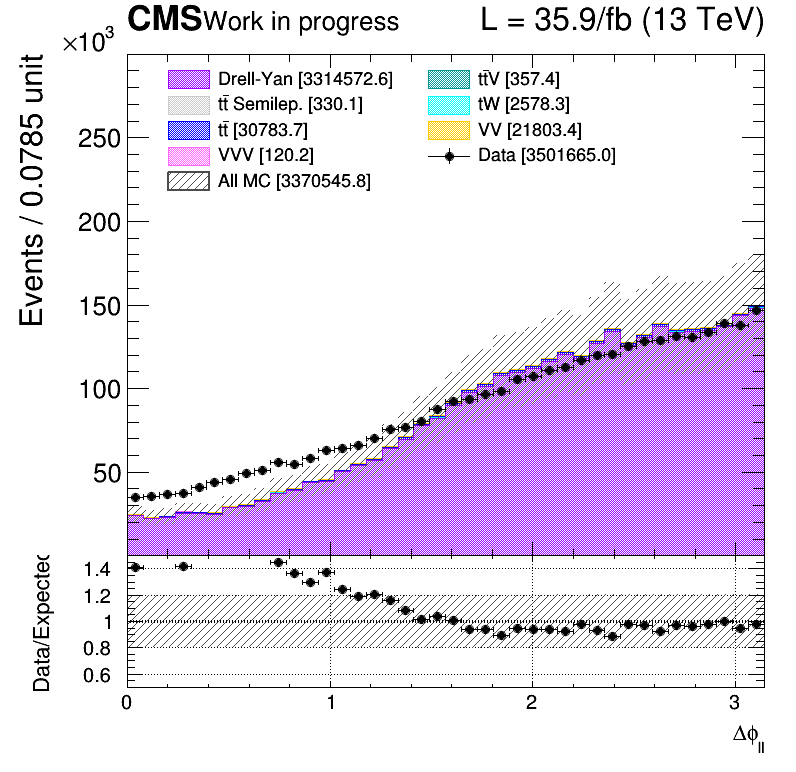 CMS Work in progress L = 35.9/fb (13 TeV)
×10³
Events / 0.0785 unit
Drell-Yan [3314572.6]
tt̄ Semilep. [330.1]
tt̄ [30783.7]
VVV [120.2]
All MC [3370545.8]
tt̄V [357.4]
tW [2578.3]
VV [21803.4]
Data [3501665.0]
250
200
150
100
50
Data/Expected
1.4
1.2
1
0.8
0.6
0 1 2 3
Δϕll